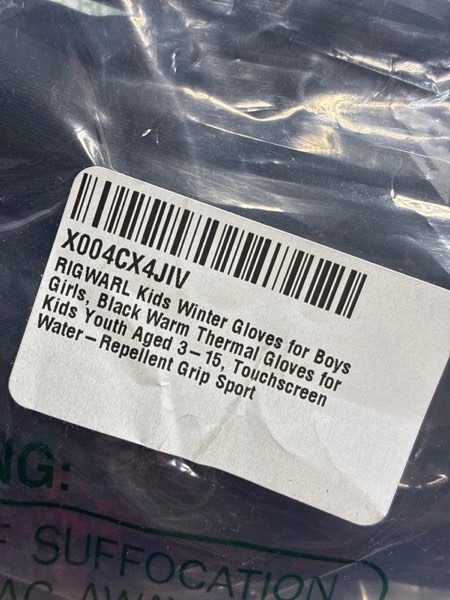 X004CX4JIV
RIGWARL Kids Winter Gloves for Boys
Girls, Black Warm Thermal Gloves for
Kids Youth Aged 3–15, Touchscreen
Water–Repellent Grip Sport
NG:
F SUFFOCATION